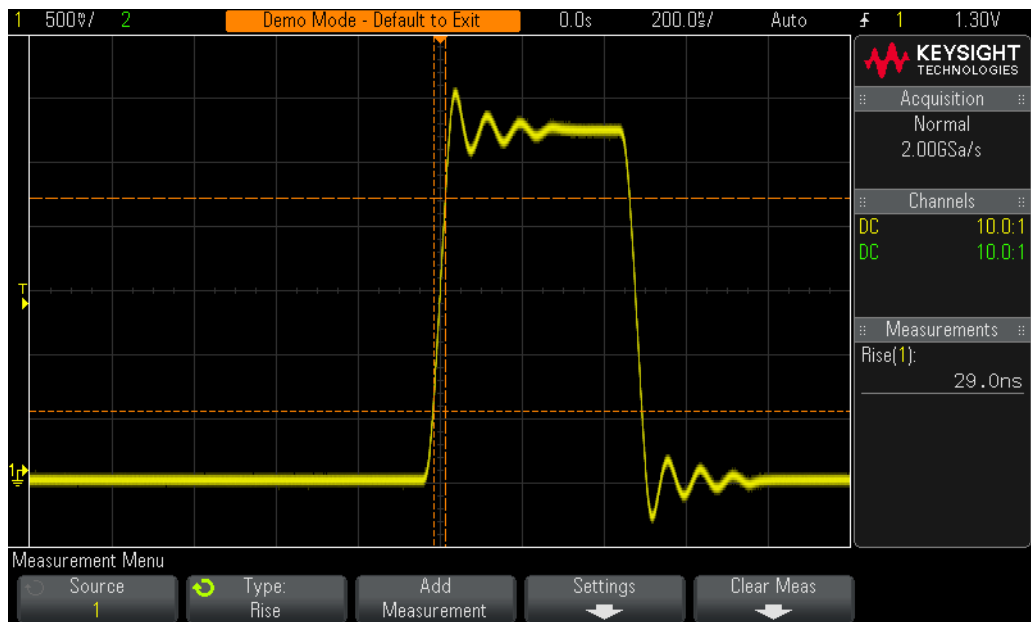 1 500mV/ 2 Demo Mode - Default to Exit 0.0s 200.0ns/ Auto 1 1.30V
KEYSIGHT
TECHNOLOGIES
Acquisition
Normal
2.00GSa/s
Channels
DC 10.0:1
DC 10.0:1
T
Measurements
Rise(1):
29.0ns
1
Measurement Menu
Source
1
Type:
Rise
Add
Measurement
Settings
Clear Meas